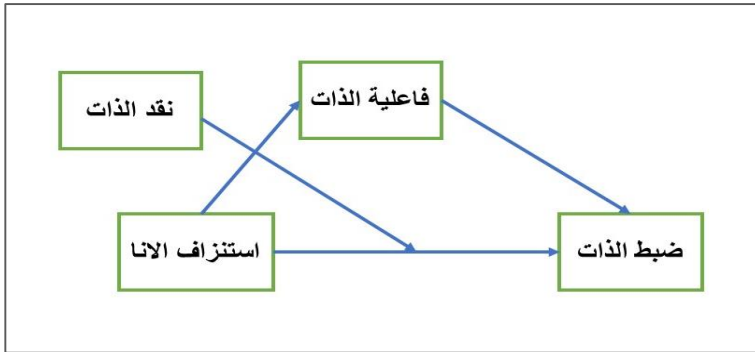 فاعلية الذات
نقد الذات
استنزاف الانا
ضبط الذات